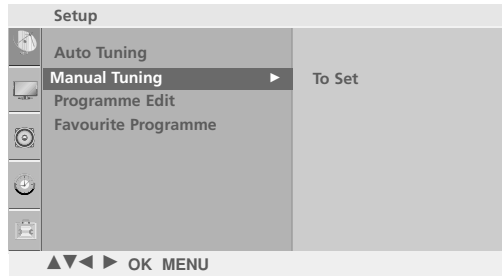 Setup
Auto Tuning
Manual Tuning ► To Set
Programme Edit
Favourite Programme
▲▼◄ ► OK MENU